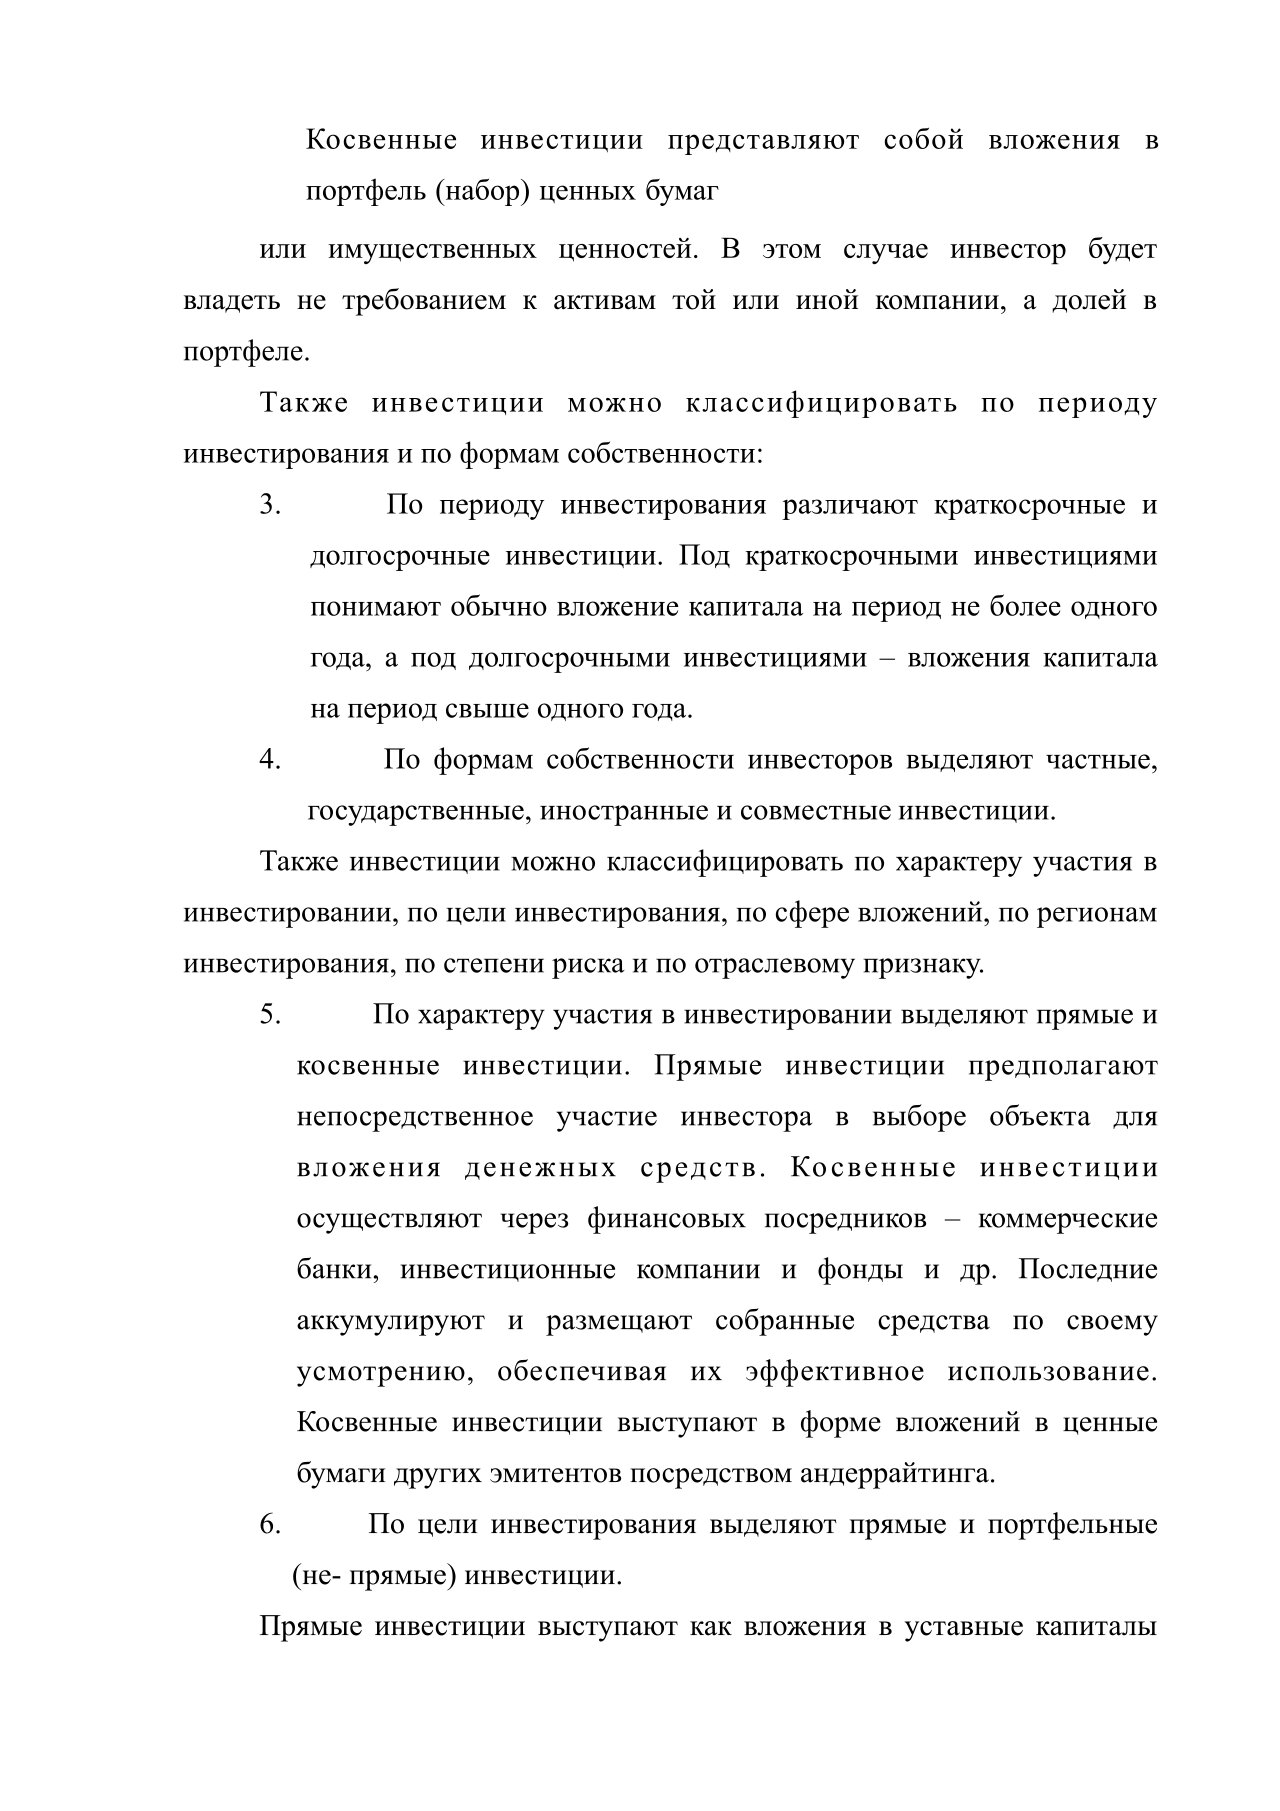 Косвенные инвестиции представляют собой вложения в
портфель (набор) ценных бумаг
или имущественных ценностей. В этом случае инвестор будет
владеть не требованием к активам той или иной компании, а долей в
портфеле.
Также инвестиции можно классифицировать по периоду
инвестирования и по формам собственности:
3. По периоду инвестирования различают краткосрочные и
долгосрочные инвестиции. Под краткосрочными инвестициями
понимают обычно вложение капитала на период не более одного
года, а под долгосрочными инвестициями – вложения капитала
на период свыше одного года.
4. По формам собственности инвесторов выделяют частные,
государственные, иностранные и совместные инвестиции.
Также инвестиции можно классифицировать по характеру участия в
инвестировании, по цели инвестирования, по сфере вложений, по регионам
инвестирования, по степени риска и по отраслевому признаку.
5. По характеру участия в инвестировании выделяют прямые и
косвенные инвестиции. Прямые инвестиции предполагают
непосредственное участие инвестора в выборе объекта для
вложения денежных средств. Косвенные инвестиции
осуществляют через финансовых посредников – коммерческие
банки, инвестиционные компании и фонды и др. Последние
аккумулируют и размещают собранные средства по своему
усмотрению, обеспечивая их эффективное использование.
Косвенные инвестиции выступают в форме вложений в ценные
бумаги других эмитентов посредством андеррайтинга.
6. По цели инвестирования выделяют прямые и портфельные
(не- прямые) инвестиции.
Прямые инвестиции выступают как вложения в уставные капиталы